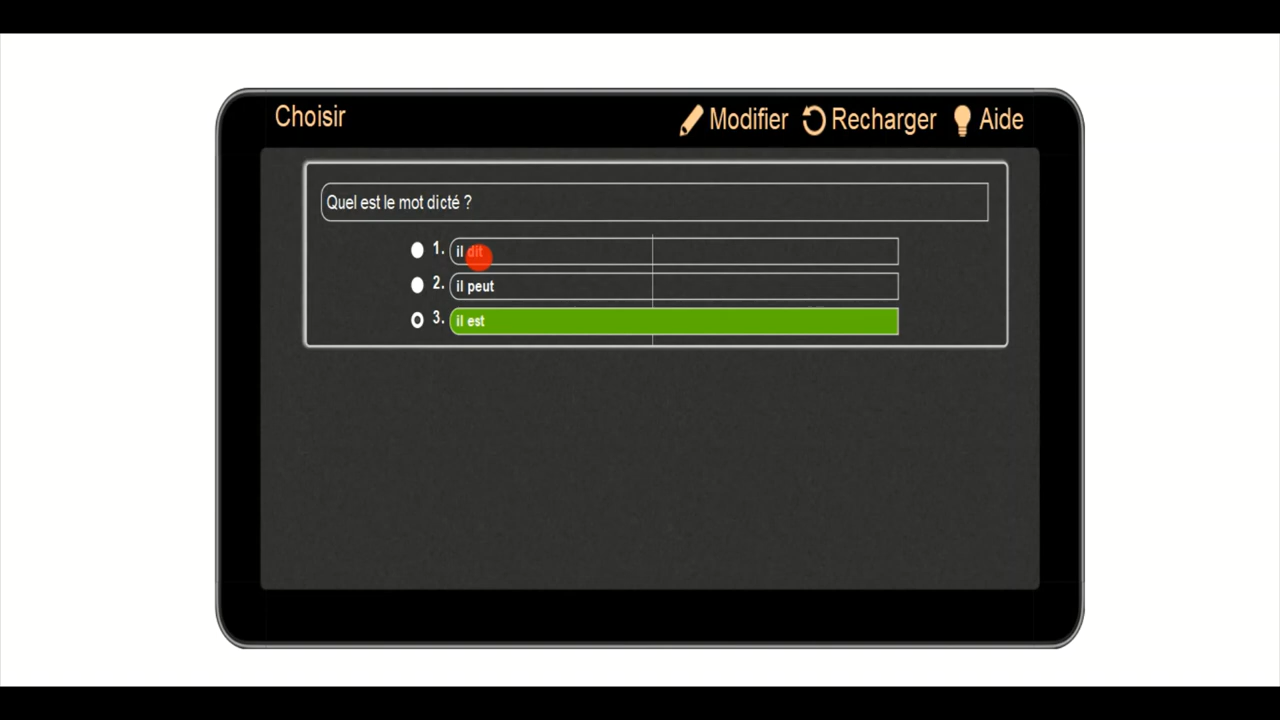 Choisir
Modifier Recharger Aide
Quel est le mot dicté ?
1. il dit
2. il peut
3. il est